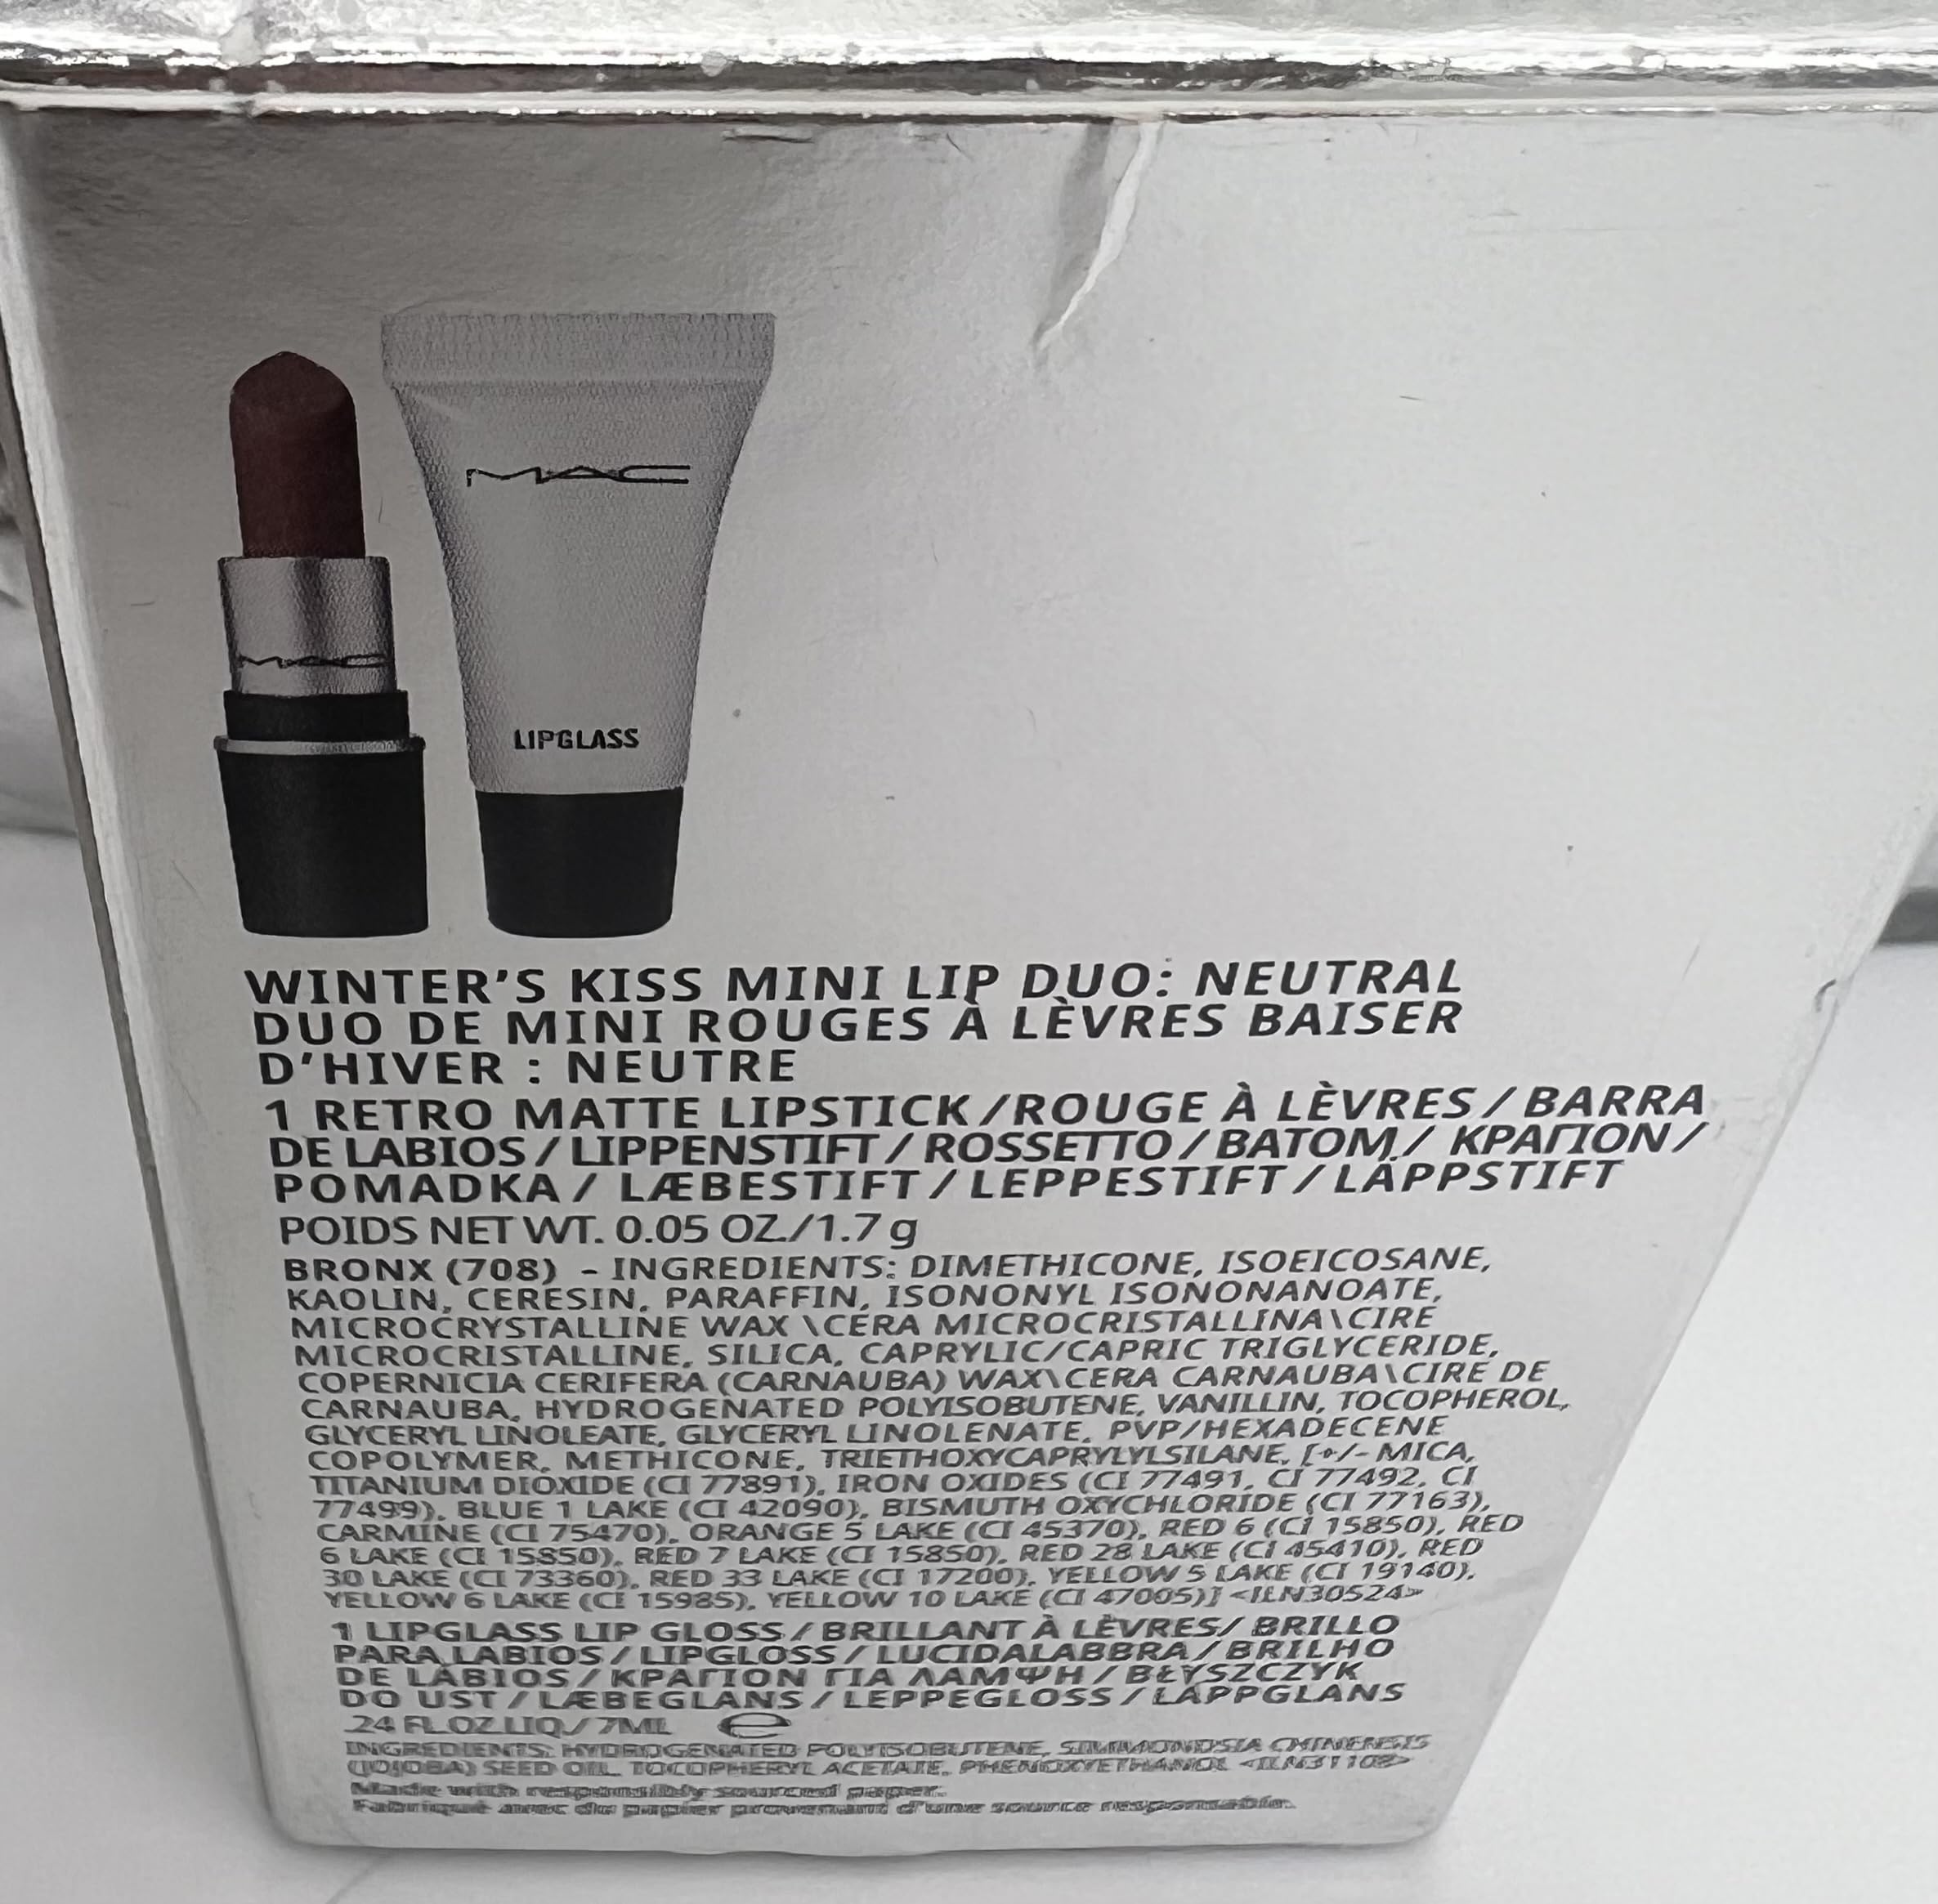 MAC
MAC
LIPGLASS
WINTER'S KISS MINI LIP DUO: NEUTRAL
DUO DE MINI ROUGES À LÈVRES BAISER
D'HIVER : NEUTRE
1 RETRO MATTE LIPSTICK/ROUGE À LÈVRES/BARRA
DE LABIOS/LIPPENSTIFT/ROSSETTO/BATOM/ ΚΡΑΓΙΟΝ/
POMADKA/ LÆBESTIFT/LEPPESTIFT/LÄPPSTIFT
POIDS NET WT. 0.05 OZ./1.7 g
BRONX (708) - INGREDIENTS: DIMETHICONE, ISOEICOSANE,
KAOLIN, CERESIN, PARAFFIN, ISONONYL ISONONANOATE,
MICROCRYSTALLINE WAX \CERA MICROCRISTALLINA\CIRE
MICROCRISTALLINE, SILICA, CAPRYLIC/CAPRIC TRIGLYCERIDE,
COPERNICIA CERIFERA (CARNAUBA) WAX\CERA CARNAUBA\CIRE DE
CARNAUBA, HYDROGENATED POLYISOBUTENE, VANILLIN, TOCOPHEROL,
GLYCERYL LINOLEATE, GLYCERYL LINOLENATE, PVP/HEXADECENE
COPOLYMER, METHICONE, TRIETHOXYCAPRYLYLSILANE, [+/- MICA,
TITANIUM DIOXIDE (CI 77891), IRON OXIDES (CI 77491, CI 77492, CI
77499), BLUE 1 LAKE (CI 42090), BISMUTH OXYCHLORIDE (CI 77163),
CARMINE (CI 75470), ORANGE 5 LAKE (CI 45370), RED 6 (CI 15850), RED
6 LAKE (CI 15850), RED 7 LAKE (CI 15850), RED 28 LAKE (CI 45410), RED
30 LAKE (CI 73360), RED 33 LAKE (CI 17200), YELLOW 5 LAKE (CI 19140),
YELLOW 6 LAKE (CI 15985), YELLOW 10 LAKE (CI 47005)] <ILN30524>
1 LIPGLASS LIP GLOSS/BRILLANT À LÈVRES/ BRILLO
PARA LABIOS/LIPGLOSS/LUCIDALABBRA/BRILHO
DE LÁBIOS/ΚΡΑΓΙΟΝ ΓΙΑ ΛΑΜΨΗ/BŁYSZCZYK
DO UST/LÆBEGLANS/LEPPEGLOSS/LÄPPGLANS
.24 FL.OZ.LIQ./7ML e
INGREDIENTS: HYDROGENATED POLYISOBUTENE, SIMMONDSIA CHINENSIS
(JOJOBA) SEED OIL, TOCOPHERYL ACETATE, PHENOXYETHANOL <ILN31108>
Made with responsibly sourced paper.
Fabriqué avec du papier provenant d'une source responsable.